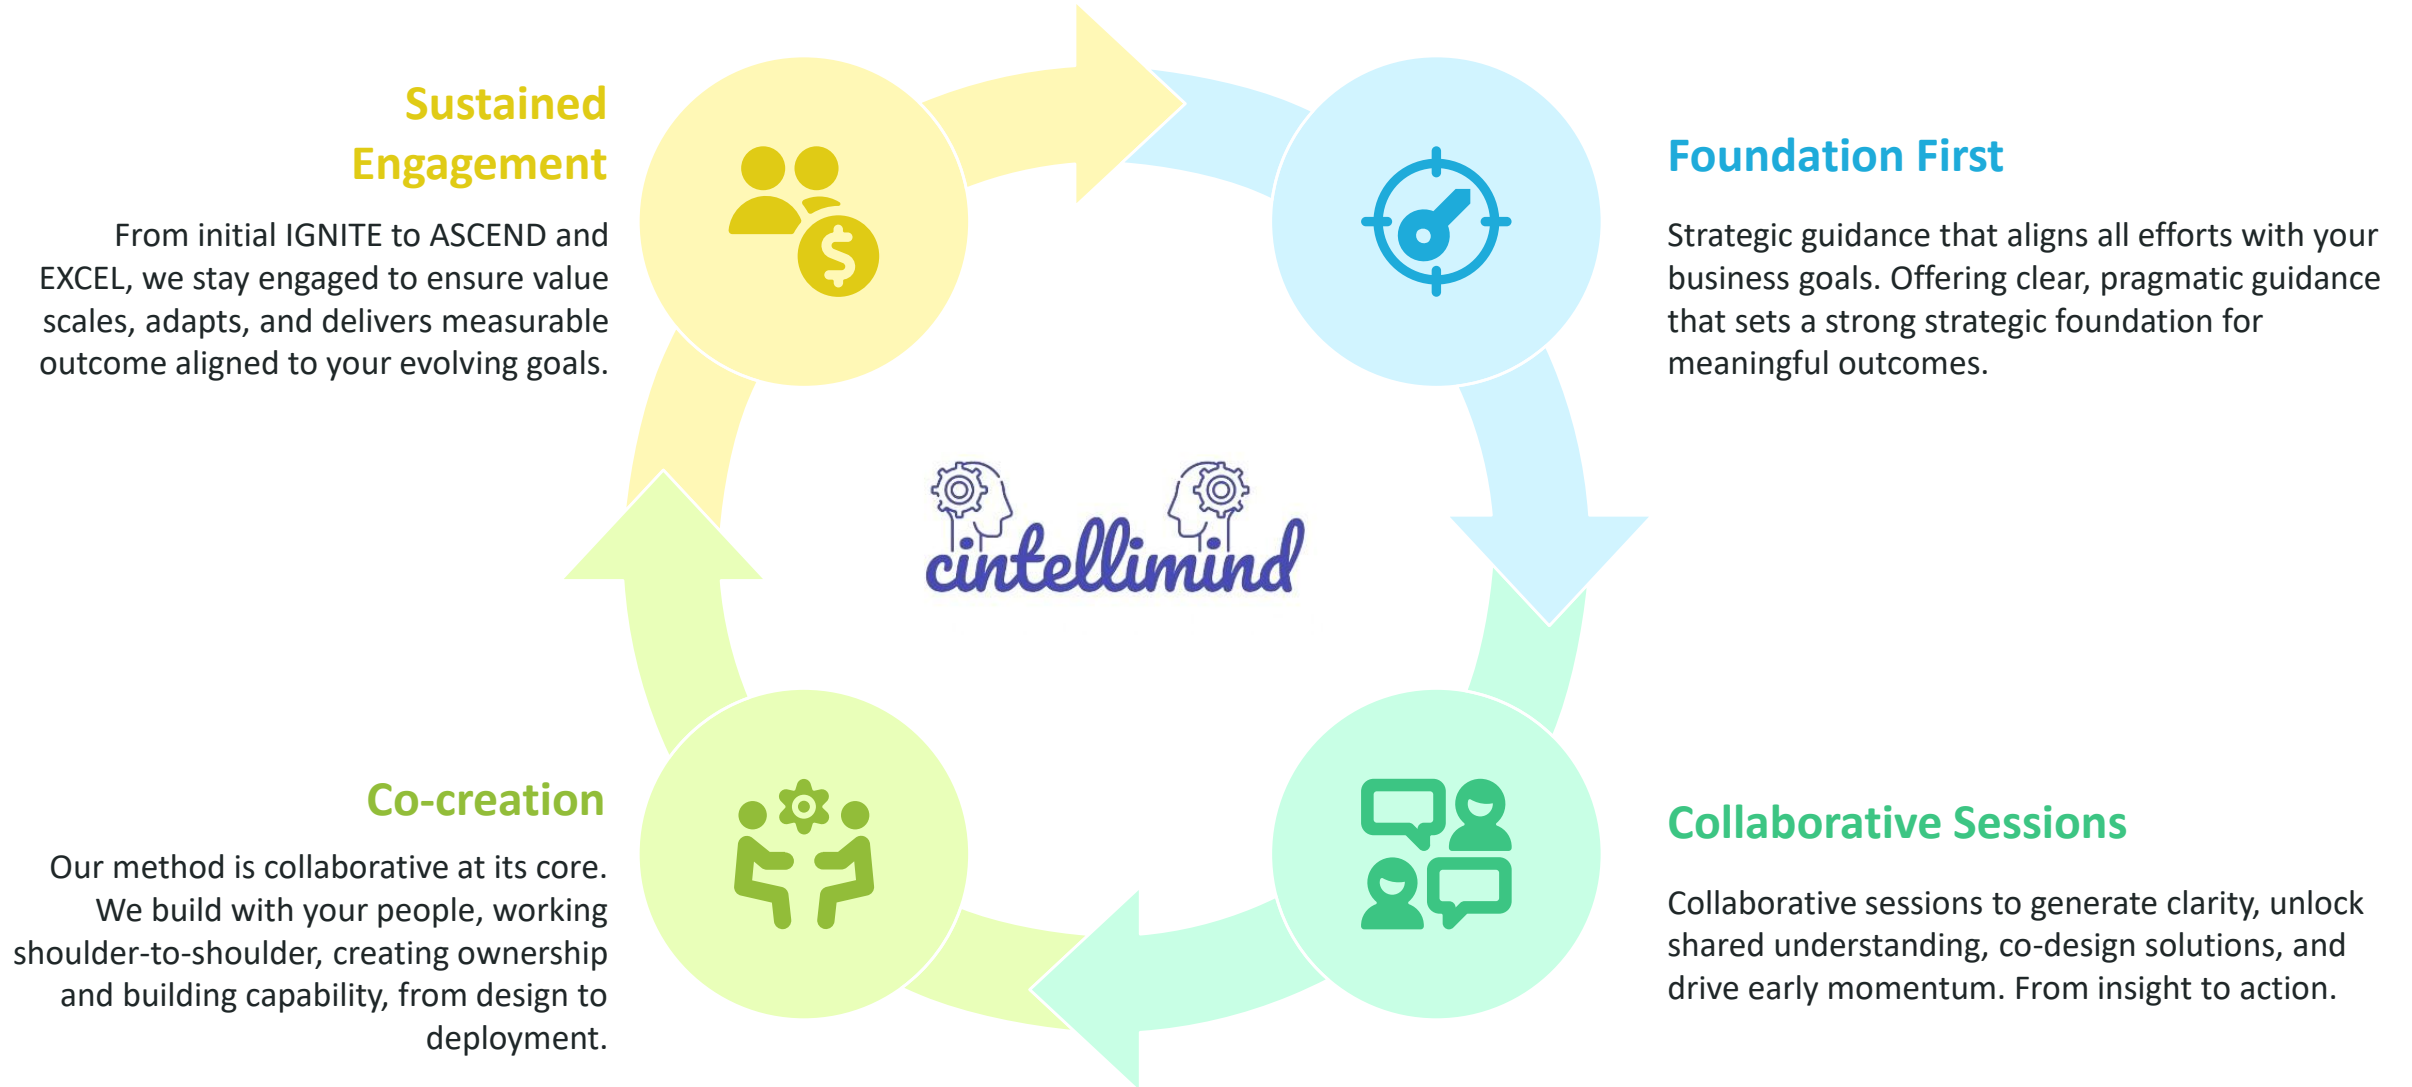 Sustained
Engagement
From initial IGNITE to ASCEND and
EXCEL, we stay engaged to ensure value
scales, adapts, and delivers measurable
outcome aligned to your evolving goals.
Foundation First
Strategic guidance that aligns all efforts with your
business goals. Offering clear, pragmatic guidance
that sets a strong strategic foundation for
meaningful outcomes.
cintellimind
Co-creation
Our method is collaborative at its core.
We build with your people, working
shoulder-to-shoulder, creating ownership
and building capability, from design to
deployment.
Collaborative Sessions
Collaborative sessions to generate clarity, unlock
shared understanding, co-design solutions, and
drive early momentum. From insight to action.
$